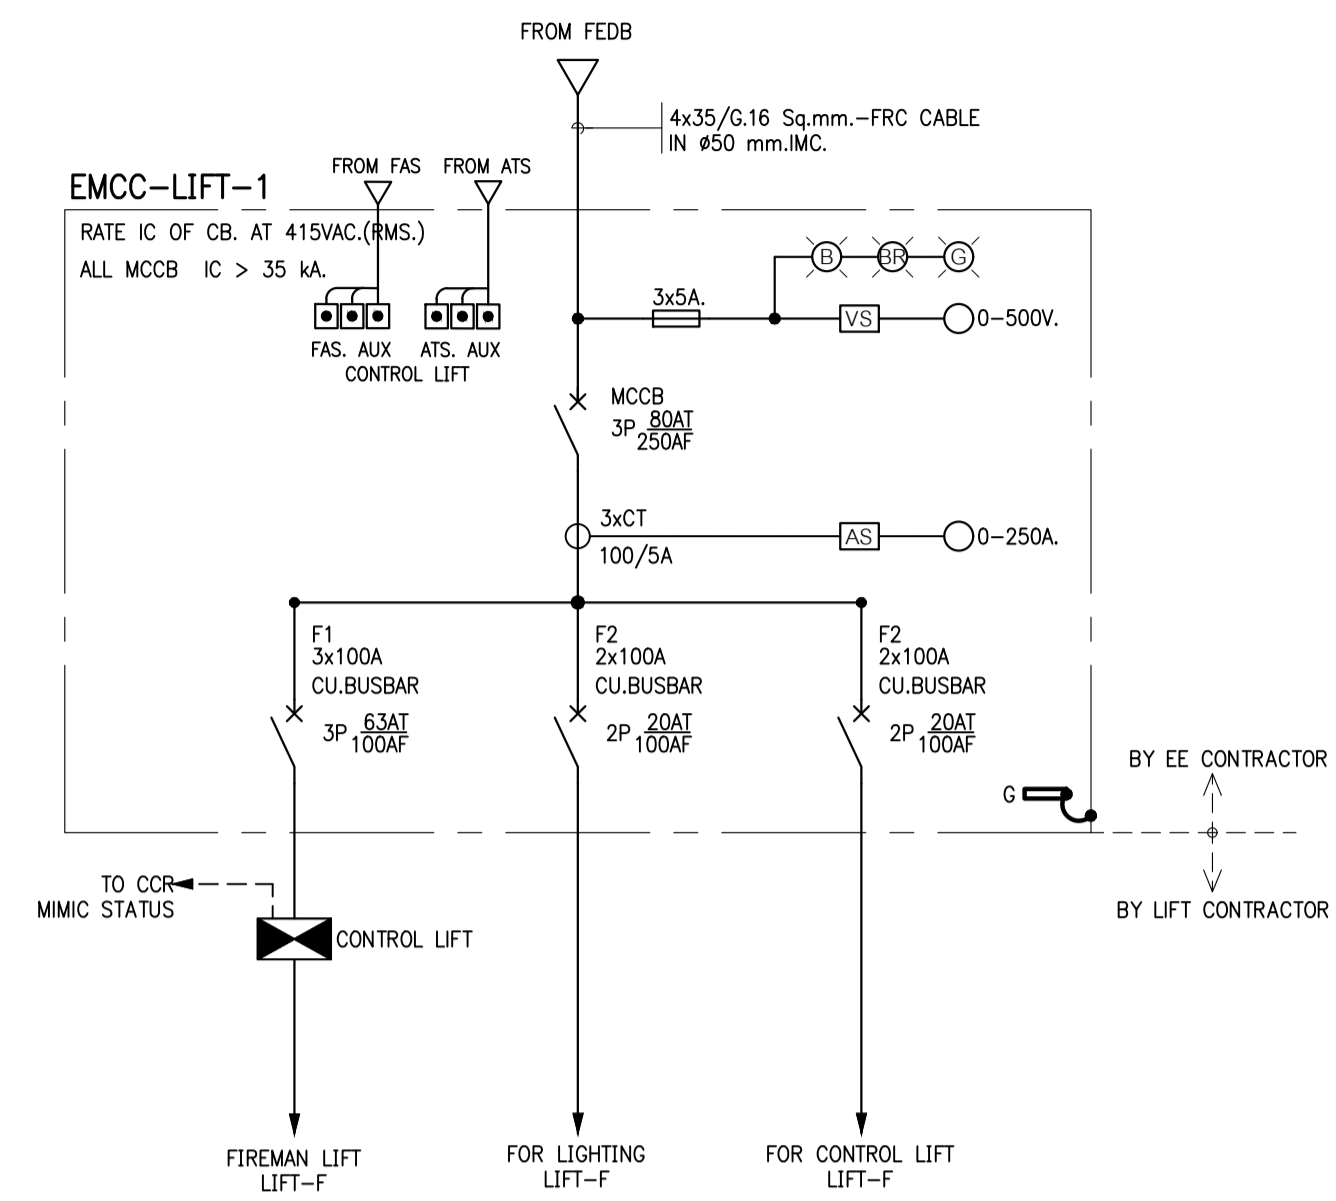 FROM FEDB
4x35/G.16 Sq.mm.-FRC CABLE
IN ø50 mm.IMC.
FROM FAS
FROM ATS
EMCC-LIFT-1
RATE IC OF CB. AT 415VAC.(RMS.)
ALL MCCB IC > 35 kA.
B
BR
G
3x5A.
VS
0-500V.
FAS. AUX
ATS. AUX
CONTROL LIFT
MCCB
3P 80AT
250AF
3xCT
100/5A
AS
0-250A.
F1
3x100A
CU.BUSBAR
3P 63AT
100AF
F2
2x100A
CU.BUSBAR
2P 20AT
100AF
F2
2x100A
CU.BUSBAR
2P 20AT
100AF
G
BY EE CONTRACTOR
BY LIFT CONTRACTOR
TO CCR
MIMIC STATUS
CONTROL LIFT
FIREMAN LIFT
LIFT-F
FOR LIGHTING
LIFT-F
FOR CONTROL LIFT
LIFT-F